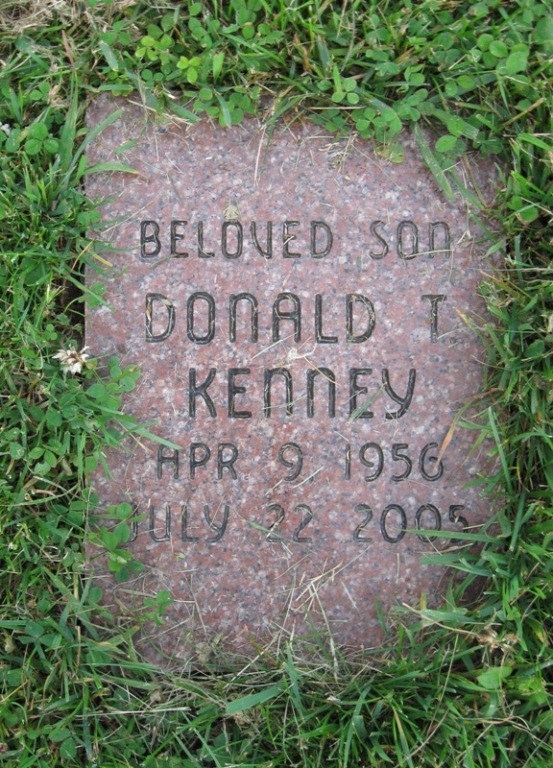 BELOVED SON
DONALD T.
KENNEY
APR. 9, 1956
JULY 22 2005